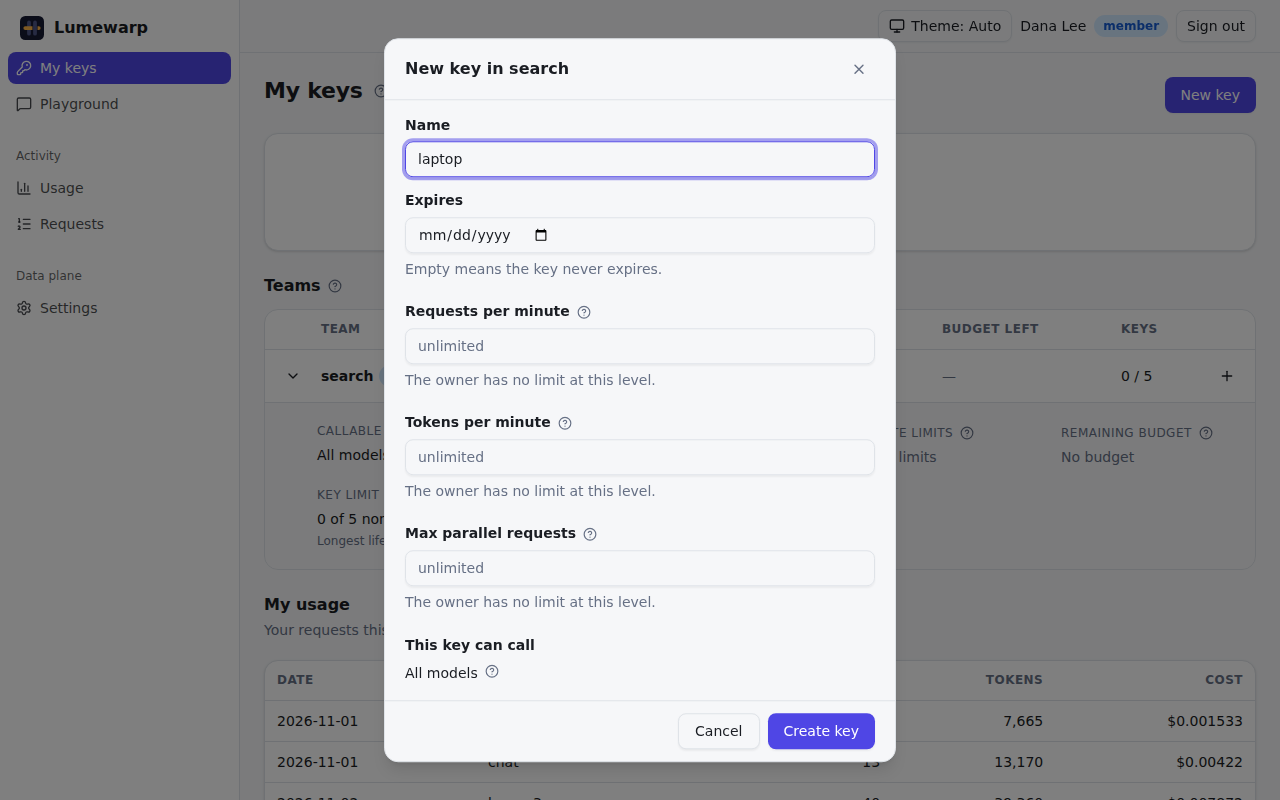 Lumewarp
My keys
Playground
Activity
Usage
Requests
Data plane
Settings
Theme: Auto
Dana Lee
member
Sign out
My keys
New key
Teams
TEAM
BUDGET LEFT
KEYS
search
—
0 / 5
CALLABLE
LIMITS
REMAINING BUDGET
All
limits
No budget
KEY LIMIT
0 of 5
Longest
My usage
Your requests
DATE
TOKENS
COST
2026-11-01
7,665
$0.001533
2026-11-01
chat
13
13,170
$0.00422
New key in search
Name
laptop
Expires
mm/dd/yyyy
Empty means the key never expires.
Requests per minute
unlimited
The owner has no limit at this level.
Tokens per minute
unlimited
The owner has no limit at this level.
Max parallel requests
unlimited
The owner has no limit at this level.
This key can call
All models
Cancel
Create key